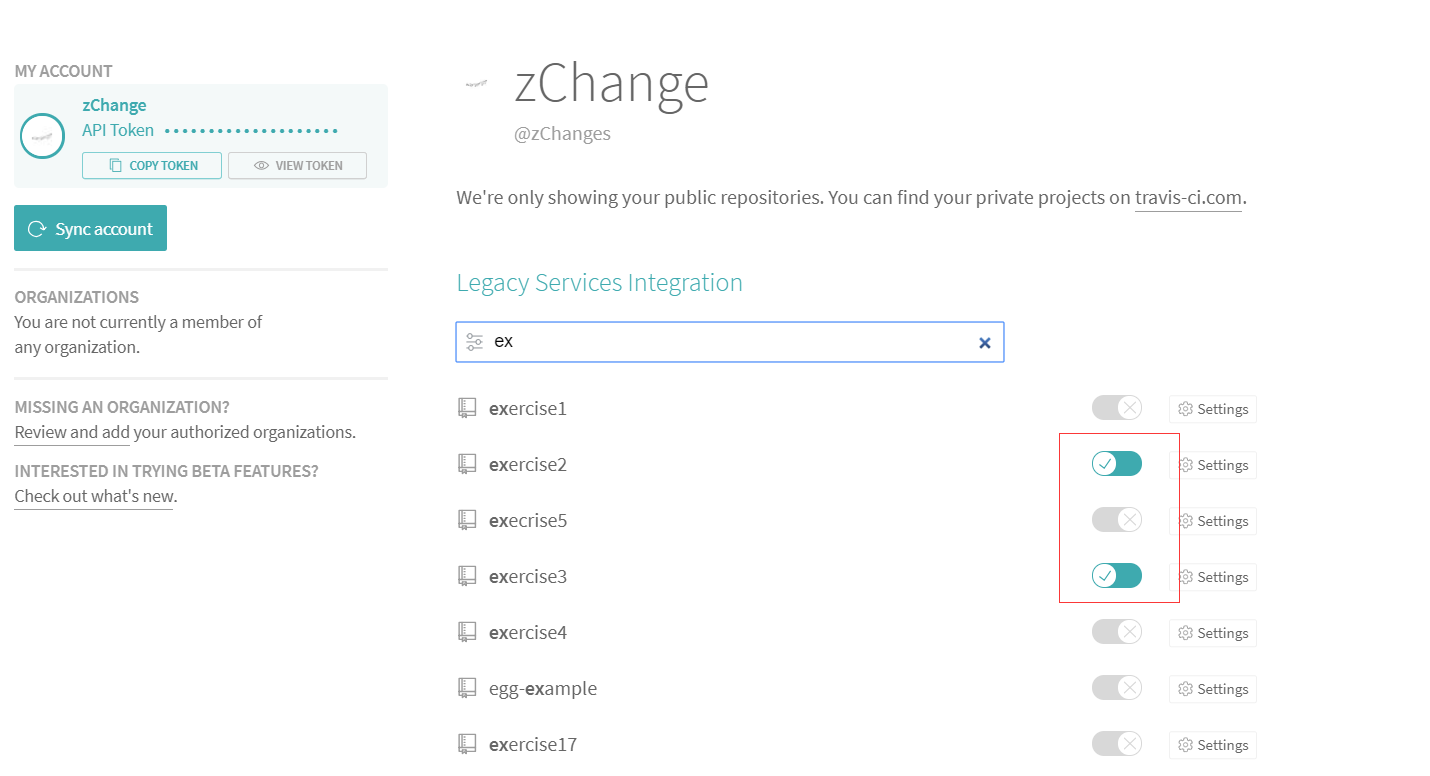 MY ACCOUNT
zChange
API Token ••••••••••••••••••••
COPY TOKEN
VIEW TOKEN
Sync account
ORGANIZATIONS
You are not currently a member of
any organization.
MISSING AN ORGANIZATION?
Review and add your authorized organizations.
INTERESTED IN TRYING BETA FEATURES?
Check out what's new.
zChange
@zChanges
We're only showing your public repositories. You can find your private projects on travis-ci.com.
Legacy Services Integration
ex
exercise1 Settings
exercise2 Settings
execrise5 Settings
exercise3 Settings
exercise4 Settings
egg-example Settings
exercise17 Settings